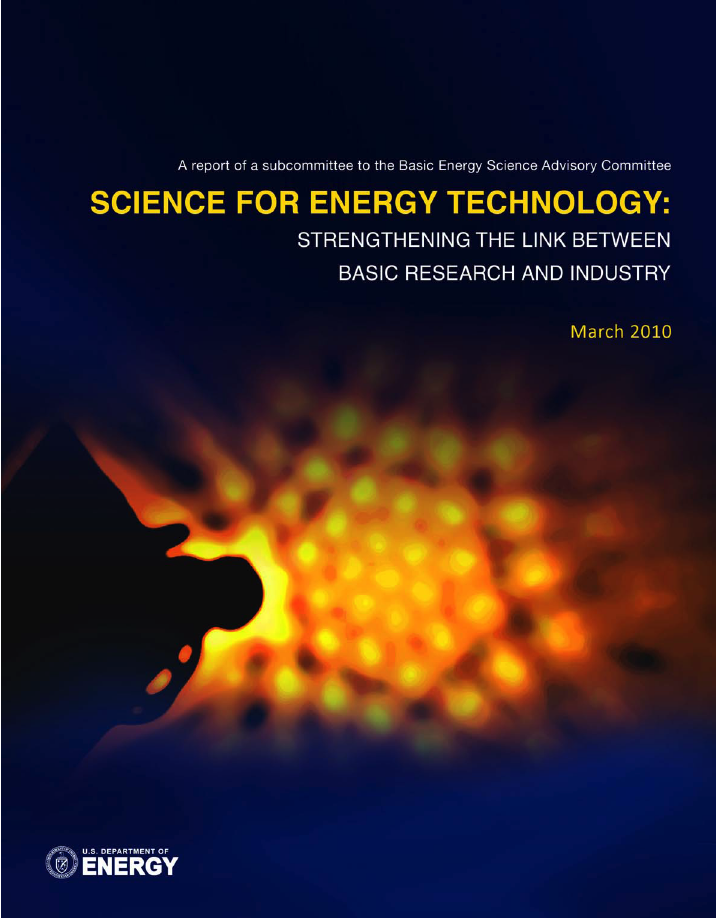 A report of a subcommittee to the Basic Energy Science Advisory Committee
SCIENCE FOR ENERGY TECHNOLOGY:
STRENGTHENING THE LINK BETWEEN
BASIC RESEARCH AND INDUSTRY
March 2010
U.S. DEPARTMENT OF
ENERGY